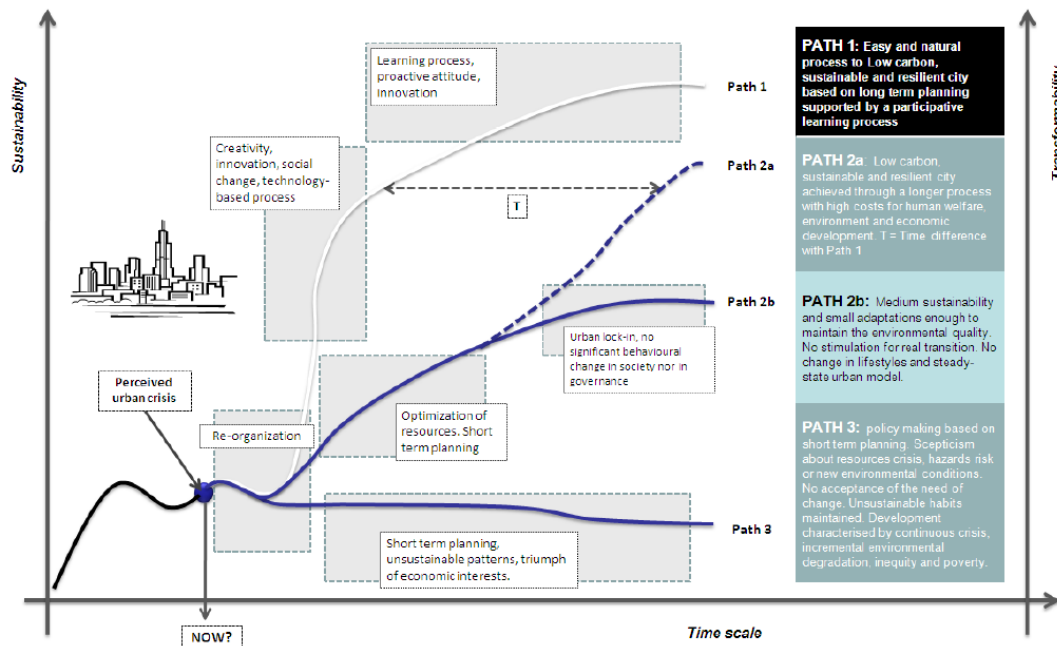 Sustainability
Learning process,
proactive attitude,
innovation
Path 1
Creativity,
innovation, social
change, technology-
based process
Path 2a
T
Path 2b
Urban lock-in, no
significant behavioural
change in society nor in
governance
Perceived
urban crisis
Optimization of
resources. Short
term planning
Re-organization
Path 3
Short term planning,
unsustainable patterns, triumph
of economic interests.
NOW?
Time scale
PATH 1: Easy and natural
process to Low carbon,
sustainable and resilient city
based on long term planning
supported by a participative
learning process
PATH 2a: Low carbon,
sustainable and resilient city
achieved through a longer process
with high costs for human welfare,
environment and economic
development. T = Time difference
with Path 1
PATH 2b: Medium sustainability
and small adaptations enough to
maintain the environmental quality.
No stimulation for real transition. No
change in lifestyles and steady-
state urban model.
PATH 3: policy making based on
short term planning. Scepticism
about resources crisis, hazards risk
or new environmental conditions.
No acceptance of the need of
change. Unsustainable habits
maintained. Development
characterised by continuous crisis,
incremental environmental
degradation, inequity and poverty.